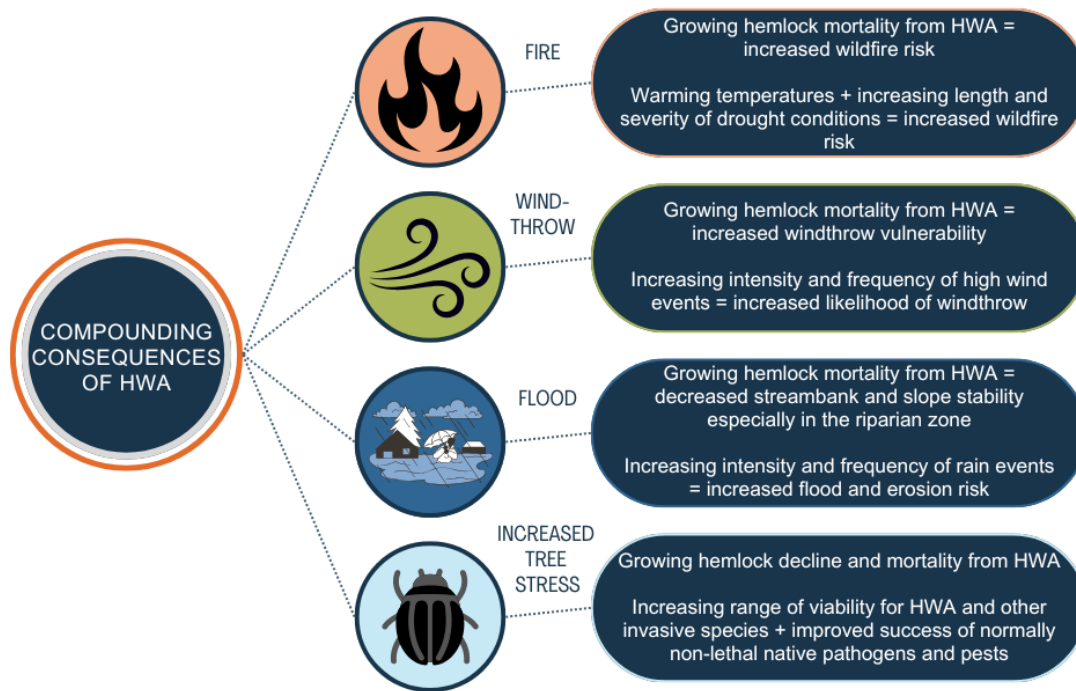 COMPOUNDING
CONSEQUENCES
OF HWA
FIRE
Growing hemlock mortality from HWA =
increased wildfire risk
Warming temperatures + increasing length and
severity of drought conditions = increased wildfire
risk
WIND-
THROW
Growing hemlock mortality from HWA =
increased windthrow vulnerability
Increasing intensity and frequency of high wind
events = increased likelihood of windthrow
FLOOD
Growing hemlock mortality from HWA =
decreased streambank and slope stability
especially in the riparian zone
Increasing intensity and frequency of rain events
= increased flood and erosion risk
INCREASED
TREE
STRESS
Growing hemlock decline and mortality from HWA
Increasing range of viability for HWA and other
invasive species + improved success of normally
non-lethal native pathogens and pests